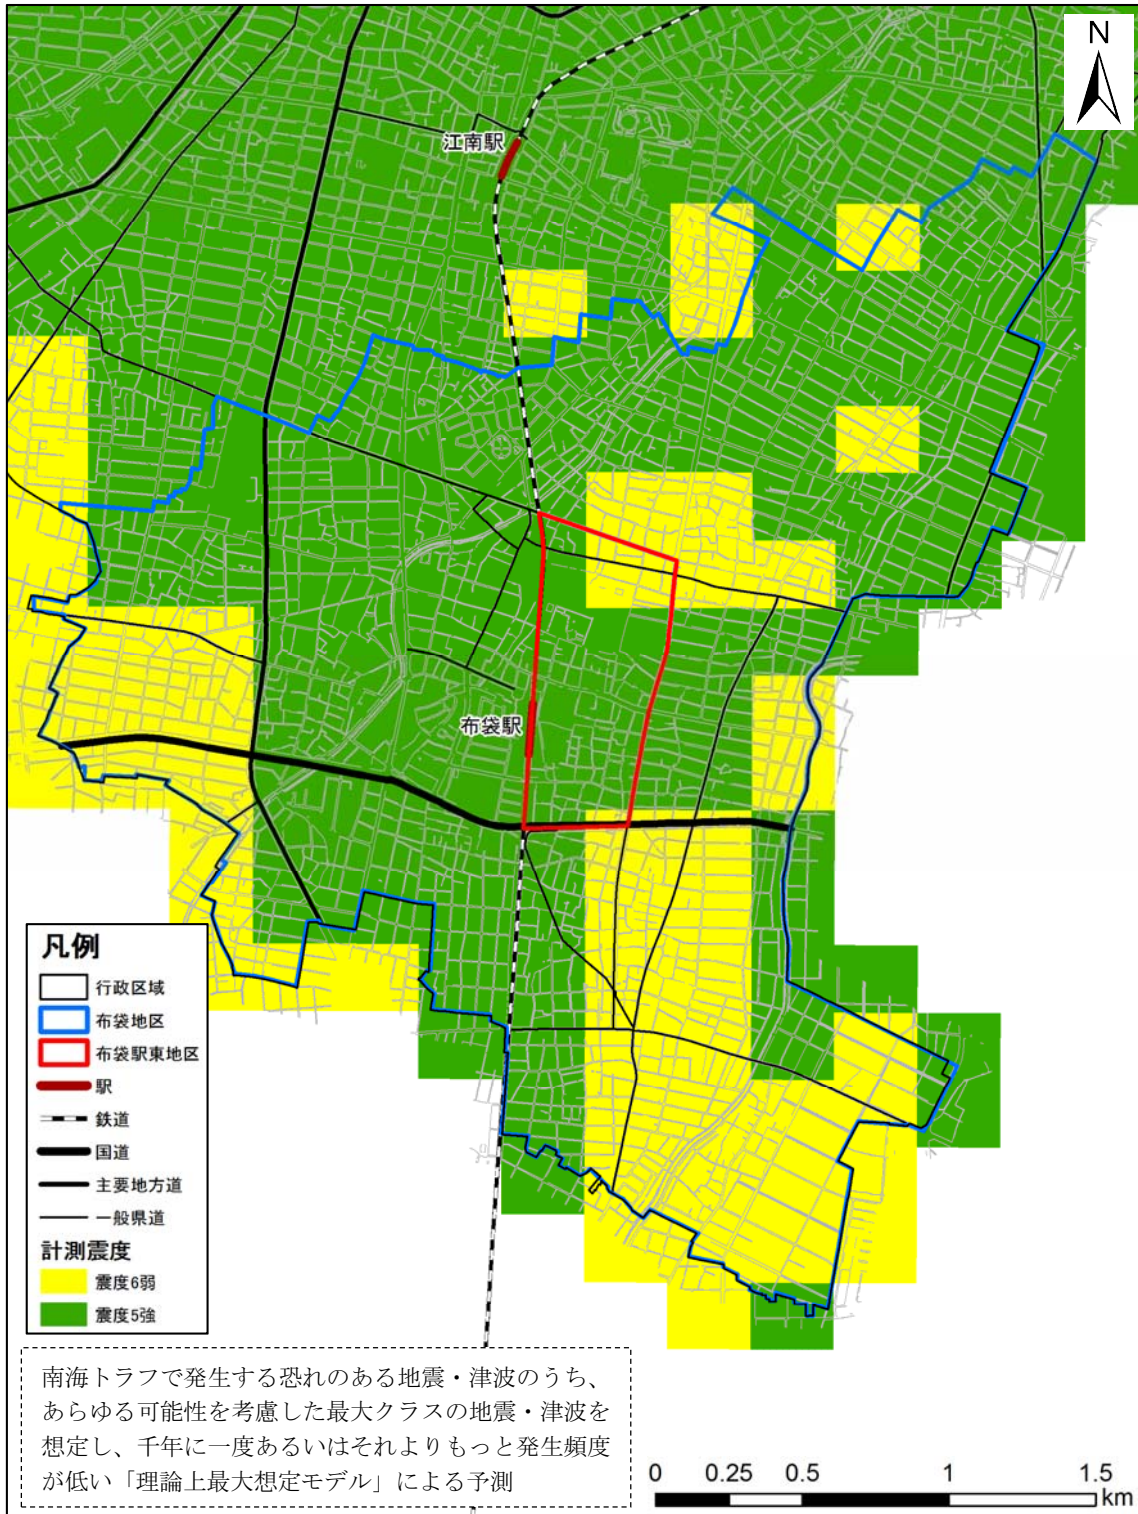 N
江南駅
布袋駅
凡例
行政区域
布袋地区
布袋駅東地区
駅
鉄道
国道
主要地方道
一般県道
計測震度
震度6弱
震度5強
南海トラフで発生する恐れのある地震・津波のうち、
あらゆる可能性を考慮した最大クラスの地震・津波を
想定し、千年に一度あるいはそれよりもっと発生頻度
が低い「理論上最大想定モデル」による予測
0 0.25 0.5 1 1.5
km